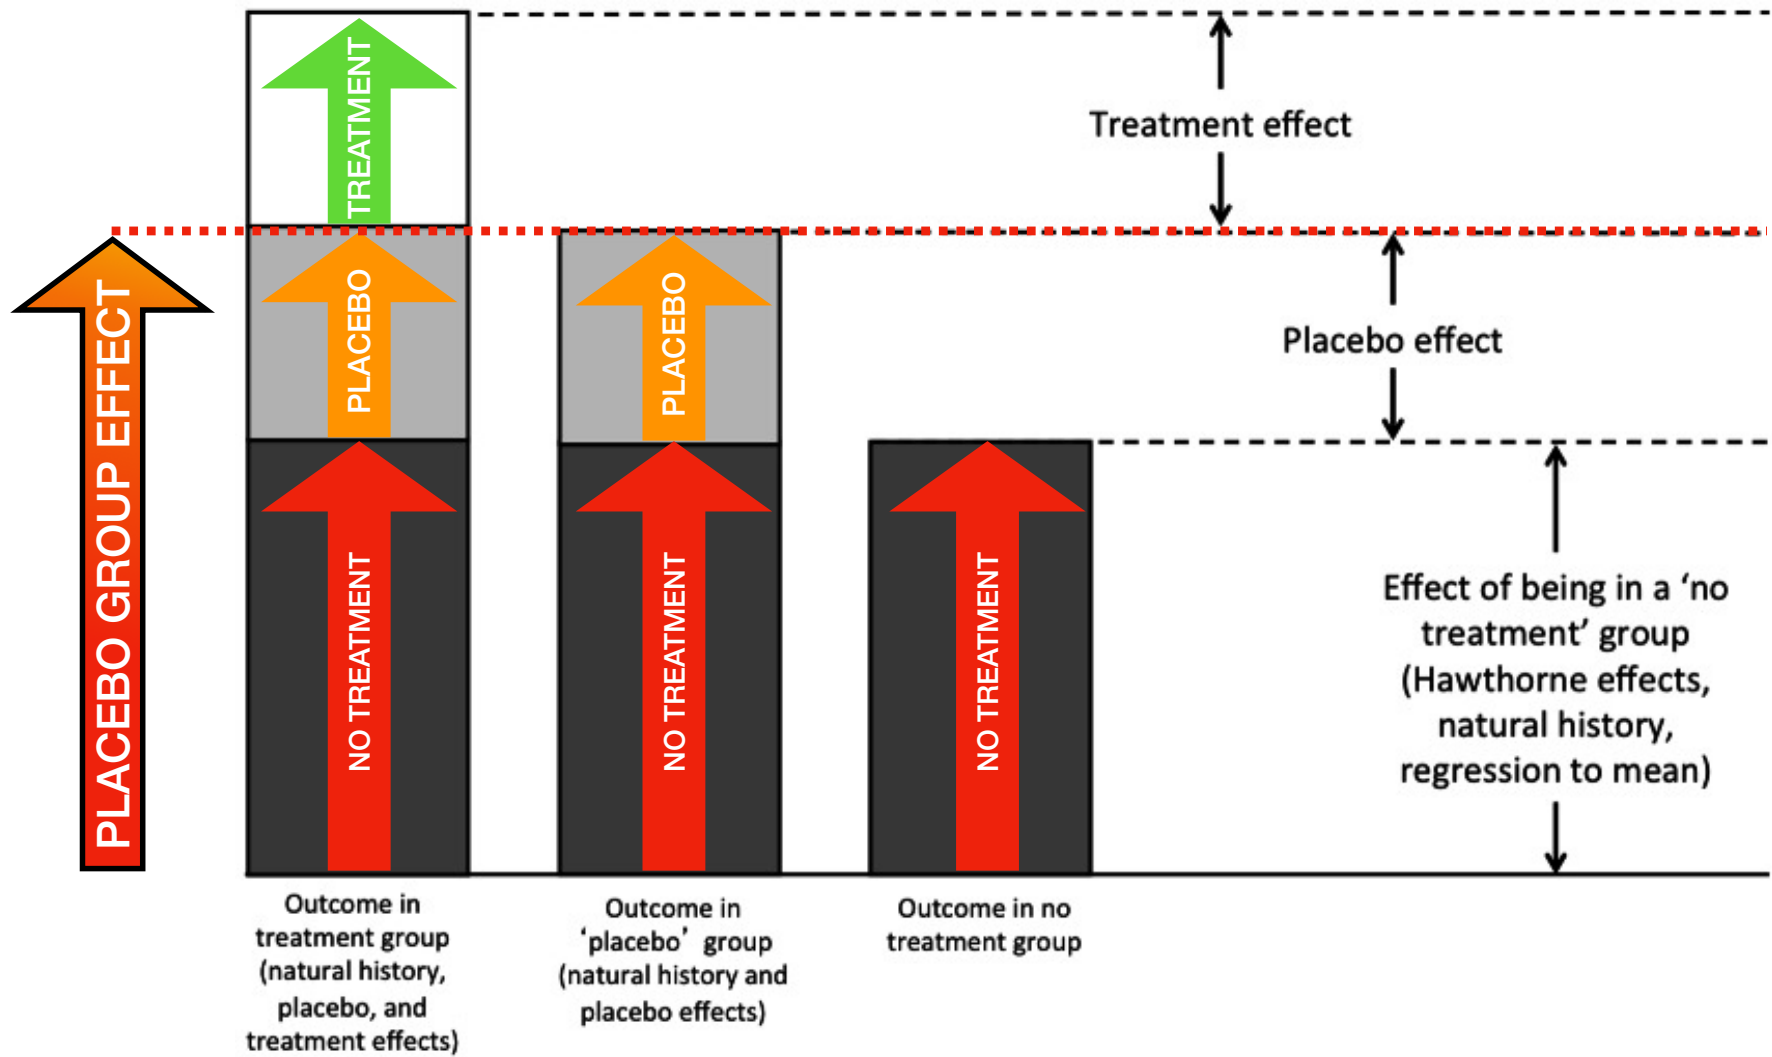 PLACEBO GROUP EFFECT
TREATMENT
PLACEBO
NO TREATMENT
PLACEBO
NO TREATMENT
NO TREATMENT
Treatment effect
Placebo effect
Effect of being in a ‘no
treatment’ group
(Hawthorne effects,
natural history,
regression to mean)
Outcome in
treatment group
(natural history,
placebo, and
treatment effects)
Outcome in
‘placebo’ group
(natural history and
placebo effects)
Outcome in no
treatment group